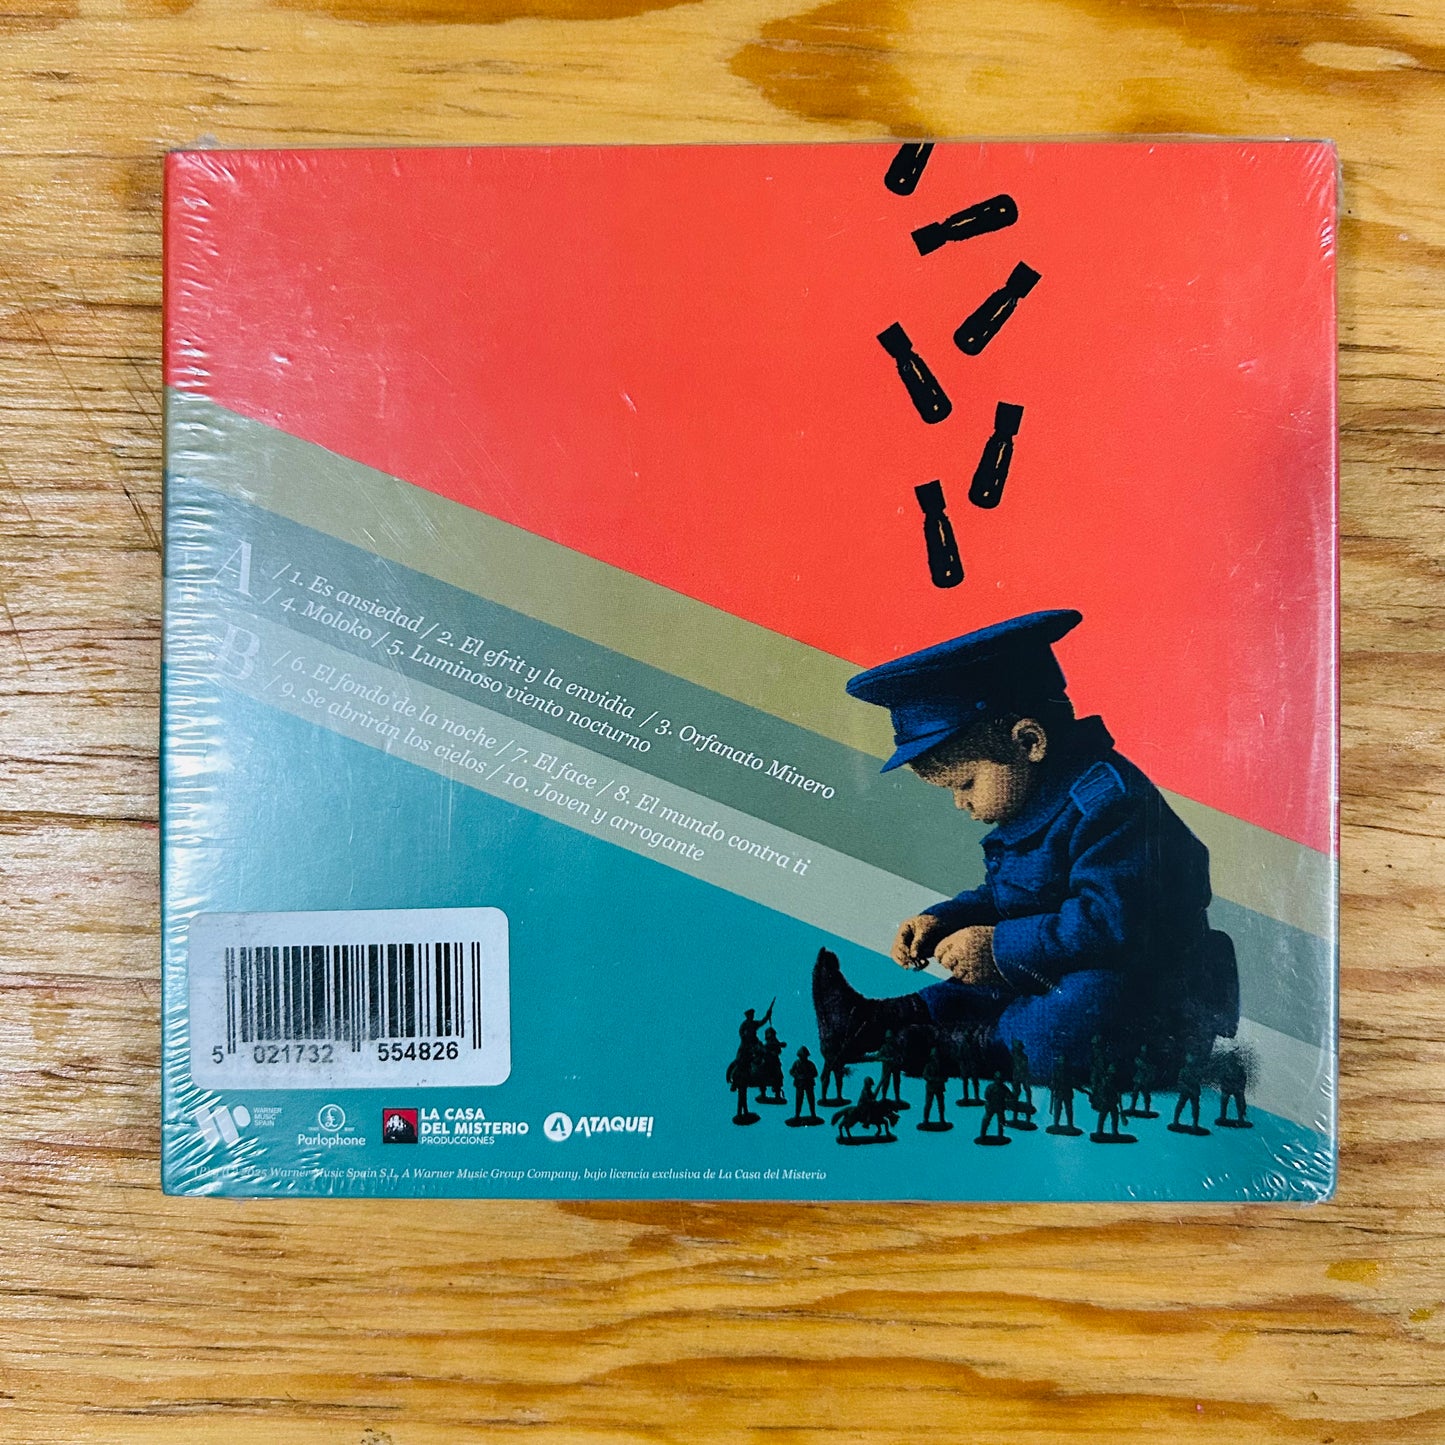 A / 1. Es ansiedad / 2. El efrit y la envidia / 3. Orfanato Minero
/ 4. Moloko / 5. Luminoso viento nocturno
B / 6. El fondo de la noche / 7. El face / 8. El mundo contra ti
/ 9. Se abrirán los cielos / 10. Joven y arrogante
5 021732 554826
WARNER
MUSIC
SPAIN
£
Parlophone
LA CASA
DEL MISTERIO
PRODUCCIONES
ATAQUE!
2025 Warner Music Spain S.L. A Warner Music Group Company, bajo licencia exclusiva de La Casa del Misterio